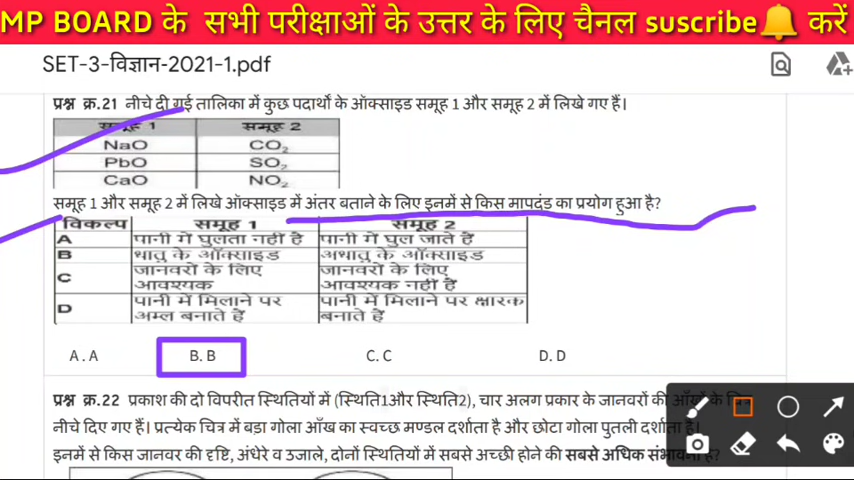 MP BOARD के सभी परीक्षाओं के उत्तर के लिए चैनल suscribe🔔 करें
SET-3-विज्ञान-2021-1.pdf
प्रश्न क्र.21 नीचे दी गई तालिका में कुछ पदार्थों के ऑक्साइड समूह 1 और समूह 2 में लिखे गए हैं।
समूह 1 समूह 2
NaO CO₂
PbO SO₂
CaO NO₂
समूह 1 और समूह 2 में लिखे ऑक्साइड में अंतर बताने के लिए इनमें से किस मापदंड का प्रयोग हुआ है?
विकल्प समूह 1 समूह 2
A पानी में घुलता नहीं है पानी में घुल जाते हैं
B धातु के ऑक्साइड अधातु के ऑक्साइड
C जानवरों के लिए आवश्यक जानवरों के लिए आवश्यक नहीं है
D पानी में मिलाने पर अम्ल बनाते हैं पानी में मिलाने पर क्षारक बनाते हैं
A . A B. B C. C D. D
प्रश्न क्र.22 प्रकाश की दो विपरीत स्थितियों में (स्थिति1और स्थिति2), चार अलग प्रकार के जानवरों की आँखों के चित्र
नीचे दिए गए हैं। प्रत्येक चित्र में बड़ा गोला आँख का स्वच्छ मण्डल दर्शाता है और छोटा गोला पुतली दर्शाता है।
इनमें से किस जानवर की दृष्टि, अंधेरे व उजाले, दोनों स्थितियों में सबसे अच्छी होने की सबसे अधिक संभावना है?